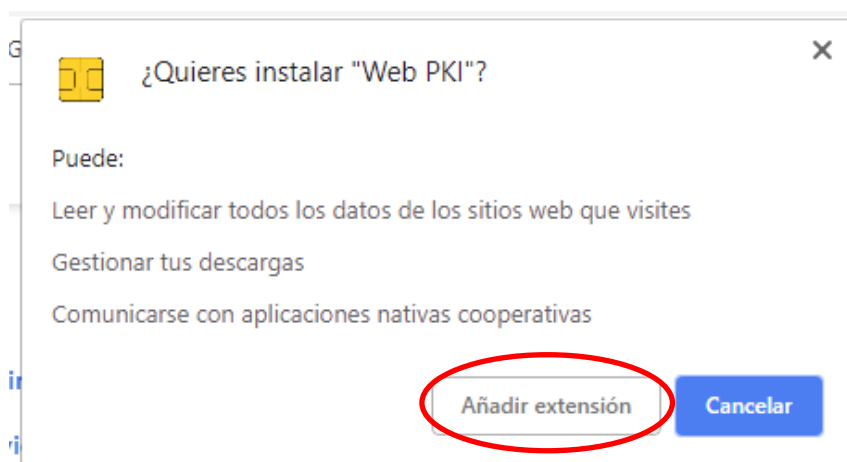 G
¿Quieres instalar "Web PKI"?
Puede:
Leer y modificar todos los datos de los sitios web que visites
Gestionar tus descargas
Comunicarse con aplicaciones nativas cooperativas
Añadir extensión
Cancelar